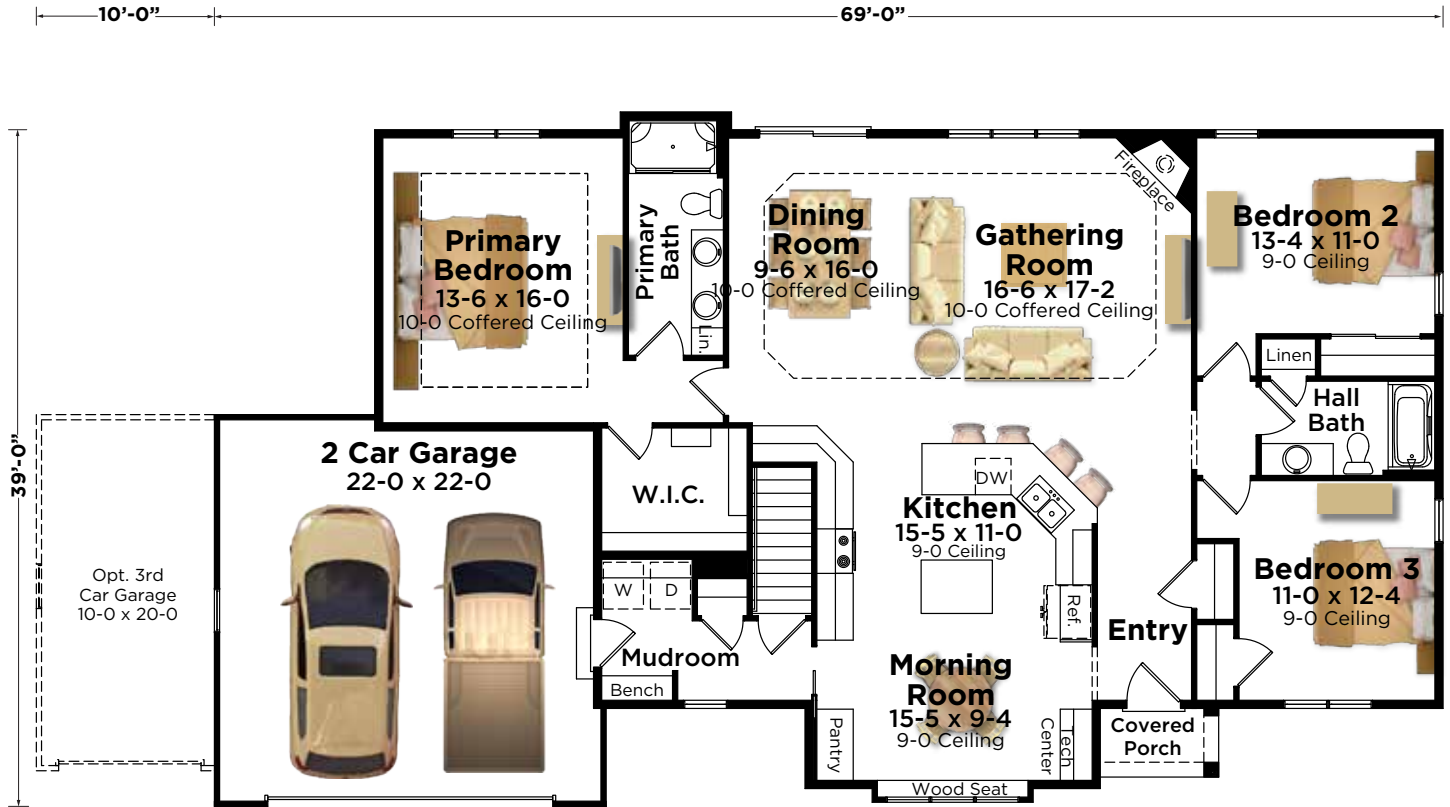 10'-0"
69'-0"
39'-0"
Primary
Bedroom
13-6 x 16-0
10-0 Coffered Ceiling
Primary
Bath
Lin.
Dining
Room
9-6 x 16-0
10-0 Coffered Ceiling
Gathering
Room
16-6 x 17-2
10-0 Coffered Ceiling
Fireplace
Bedroom 2
13-4 x 11-0
9-0 Ceiling
Linen
Hall
Bath
2 Car Garage
22-0 x 22-0
W.I.C.
DW
Kitchen
15-5 x 11-0
9-0 Ceiling
Ref.
Opt. 3rd
Car Garage
10-0 x 20-0
W
D
Mudroom
Bench
Entry
Bedroom 3
11-0 x 12-4
9-0 Ceiling
Morning
Room
15-5 x 9-4
9-0 Ceiling
Pantry
Tech
Center
Covered
Porch
Wood Seat